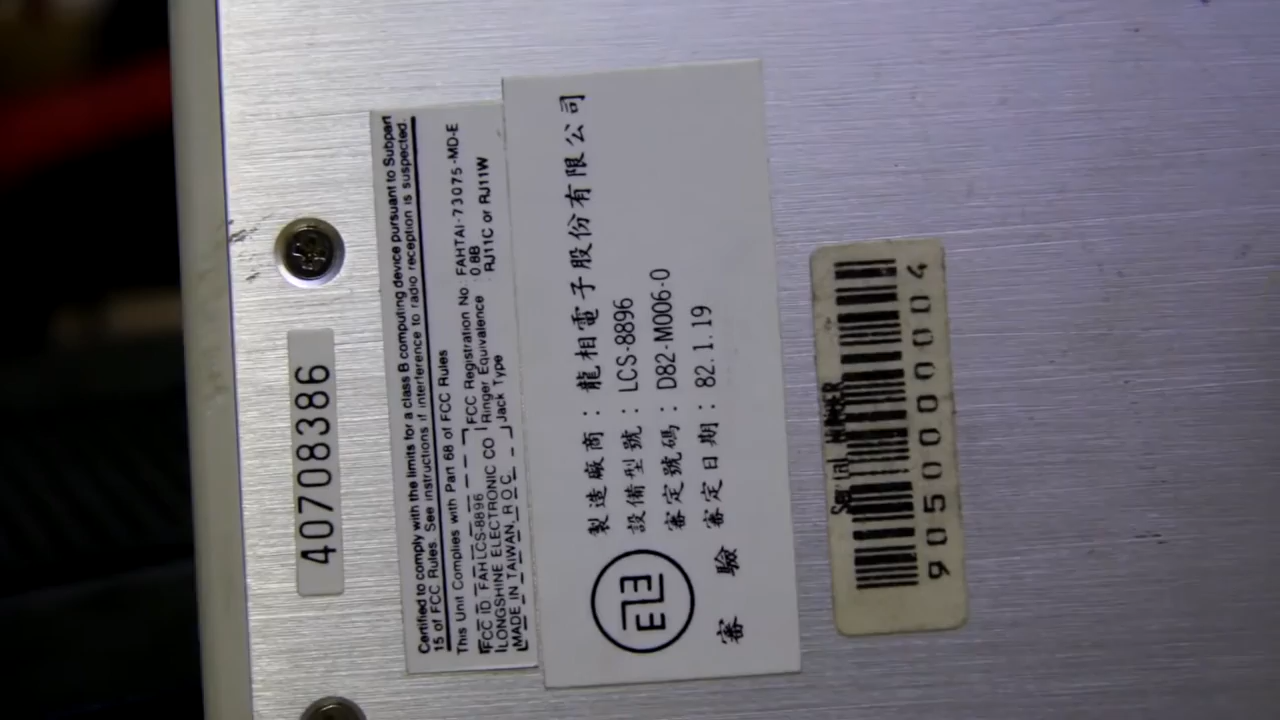 40708386
Certified to comply with the limits for a class B computing device pursuant to Subpart
15 of FCC Rules. See instructions if interference to radio reception is suspected.
This Unit Complies with Part 68 of FCC Rules
FCC ID FAHLCS-8896
LONGSHINE ELECTRONIC CO
MADE IN TAIWAN, R.O.C.
FCC Registration No : FAHTAI-73075-MD-E
Ringer Equivalence : 0.8B
Jack Type RJ11C or RJ11W
製造廠商：龍相電子股份有限公司
設備型號：LCS-8896
審定號碼：D82-M006-0
審定日期：82.1.19
審驗
Serial NUMBER
9050000004